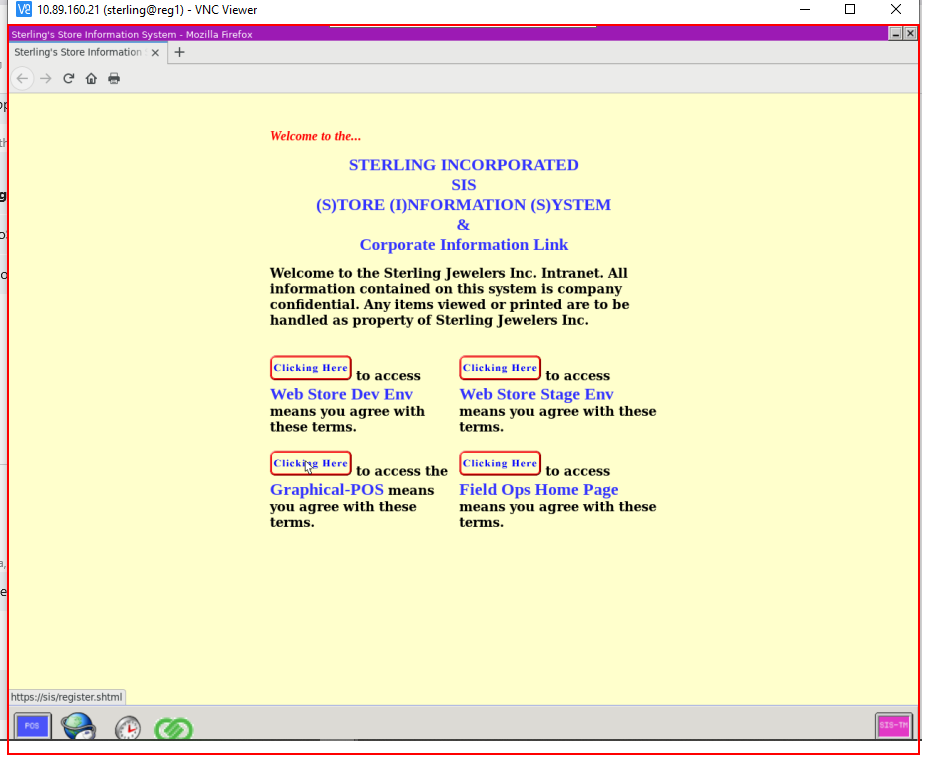 10.89.160.21 (sterling@reg1) - VNC Viewer
Sterling's Store Information System - Mozilla Firefox
Sterling's Store Information
Welcome to the...
STERLING INCORPORATED
SIS
(S)TORE (I)NFORMATION (S)YSTEM
&
Corporate Information Link
Welcome to the Sterling Jewelers Inc. Intranet. All
information contained on this system is company
confidential. Any items viewed or printed are to be
handled as property of Sterling Jewelers Inc.
Clicking Here to access
Web Store Dev Env
means you agree with
these terms.
Clicking Here to access
Web Store Stage Env
means you agree with these
terms.
Clicking Here to access the
Graphical-POS means
you agree with these
terms.
Clicking Here to access
Field Ops Home Page
means you agree with these
terms.
https://sis/register.shtml
POS
SIS-TM